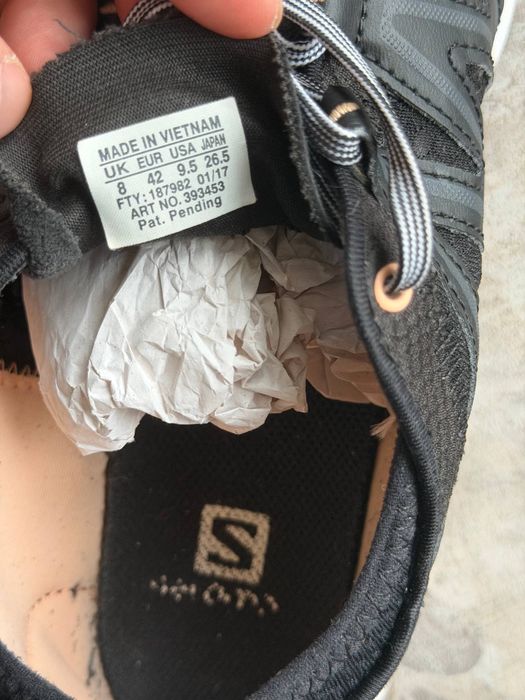 MADE IN VIETNAM
UK EUR USA JAPAN
8 42 9.5 26.5
FTY: 187982 01/17
ART NO. 393453
Pat. Pending
S